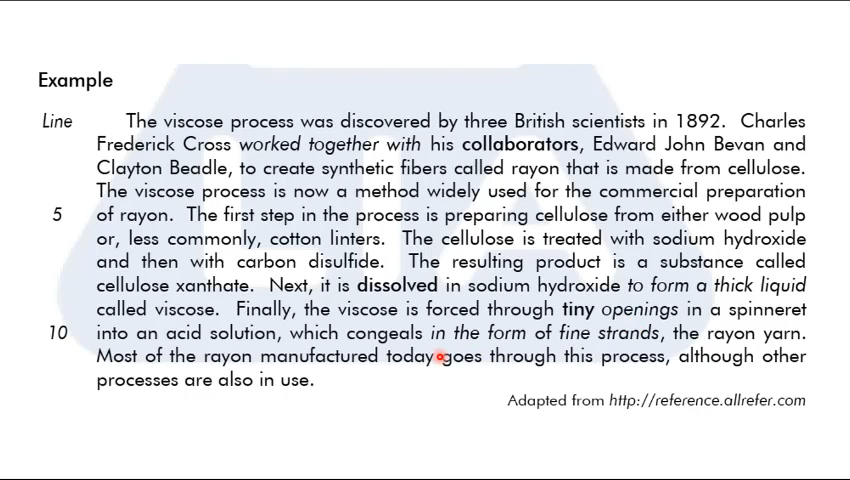 Example
Line The viscose process was discovered by three British scientists in 1892. Charles
Frederick Cross worked together with his collaborators, Edward John Bevan and
Clayton Beadle, to create synthetic fibers called rayon that is made from cellulose.
The viscose process is now a method widely used for the commercial preparation
5 of rayon. The first step in the process is preparing cellulose from either wood pulp
or, less commonly, cotton linters. The cellulose is treated with sodium hydroxide
and then with carbon disulfide. The resulting product is a substance called
cellulose xanthate. Next, it is dissolved in sodium hydroxide to form a thick liquid
called viscose. Finally, the viscose is forced through tiny openings in a spinneret
10 into an acid solution, which congeals in the form of fine strands, the rayon yarn.
Most of the rayon manufactured today goes through this process, although other
processes are also in use.
Adapted from http://reference.allrefer.com